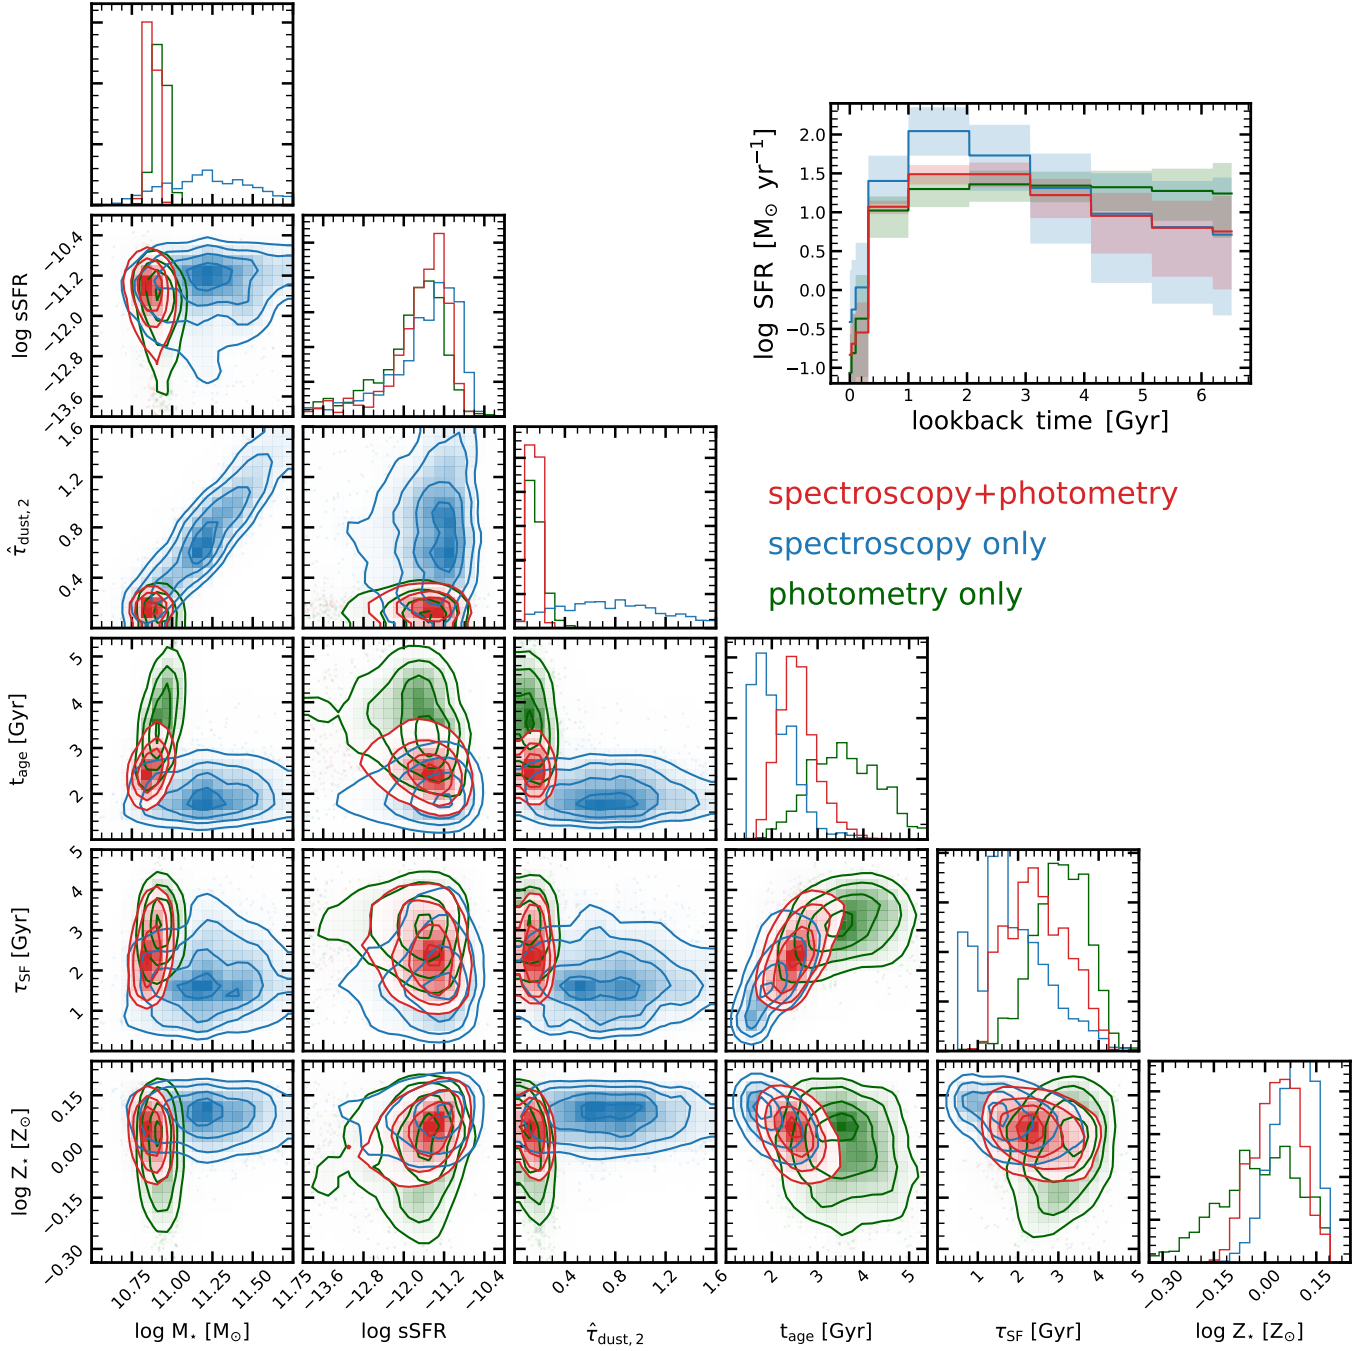 log SFR [M⊙ yr⁻¹]
2.0
1.5
1.0
0.5
0.0
−0.5
−1.0
0 1 2 3 4 5 6
lookback time [Gyr]
spectroscopy+photometry
spectroscopy only
photometry only
log sSFR
−10.4
−11.2
−12.0
−12.8
−13.6
τ̂dust, 2
1.6
1.2
0.8
0.4
tage [Gyr]
5
4
3
2
τSF [Gyr]
5
4
3
2
1
log Z⋆ [Z⊙]
0.15
0.00
−0.15
−0.30
10.75 11.00 11.25 11.50 11.75
−13.6 −12.8 −12.0 −11.2 −10.4
0.4 0.8 1.2 1.6
2 3 4 5
1 2 3 4 5
−0.30 −0.15 0.00 0.15
log M⋆ [M⊙]
log sSFR
τ̂dust, 2
tage [Gyr]
τSF [Gyr]
log Z⋆ [Z⊙]